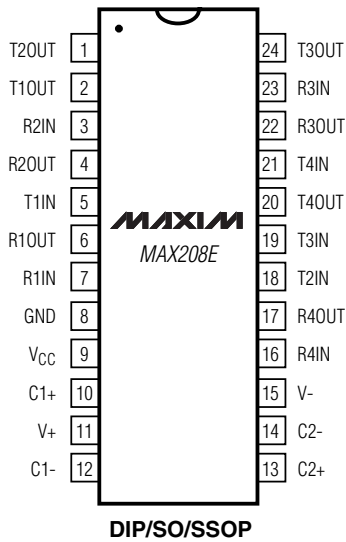 T2OUT 1 24 T3OUT
T1OUT 2 23 R3IN
R2IN 3 22 R3OUT
R2OUT 4 21 T4IN
T1IN 5 20 T4OUT
R1OUT 6 19 T3IN
R1IN 7 18 T2IN
GND 8 17 R4OUT
VCC 9 16 R4IN
C1+ 10 15 V-
V+ 11 14 C2-
C1- 12 13 C2+
MAXIM
MAX208E
DIP/SO/SSOP